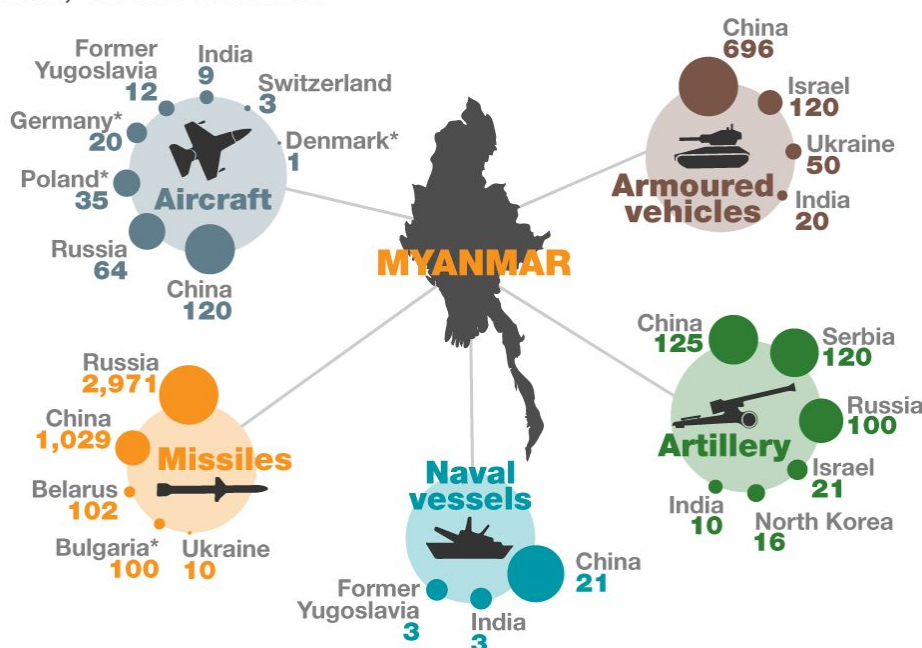 Former
Yugoslavia
12
India
9
Switzerland
3
Germany*
20
Denmark*
1
Poland*
35
Aircraft
Russia
64
China
120
China
696
Israel
120
Ukraine
50
India
20
Armoured
vehicles
MYANMAR
Russia
2,971
China
1,029
Missiles
Belarus
102
Bulgaria*
100
Ukraine
10
Naval
vessels
China
21
Former
Yugoslavia
3
India
3
China
125
Serbia
120
Russia
100
Artillery
Israel
21
India
10
North Korea
16